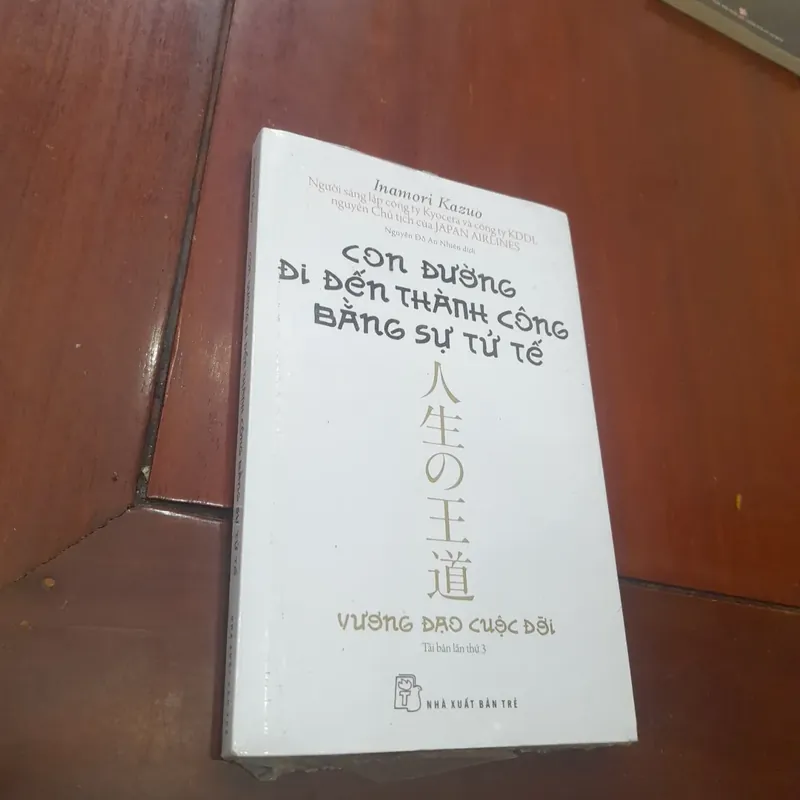 Inamori Kazuo
Người sáng lập công ty Kyocera và công ty KDDI,
nguyên Chủ tịch của JAPAN AIRLINES
Nguyễn Đỗ An Nhiên dịch
CON ĐƯỜNG
ĐI ĐẾN THÀNH CÔNG
BẰNG SỰ TỬ TẾ
人生の王道
VƯƠNG ĐẠO CUỘC ĐỜI
Tái bản lần thứ 3
NHÀ XUẤT BẢN TRẺ